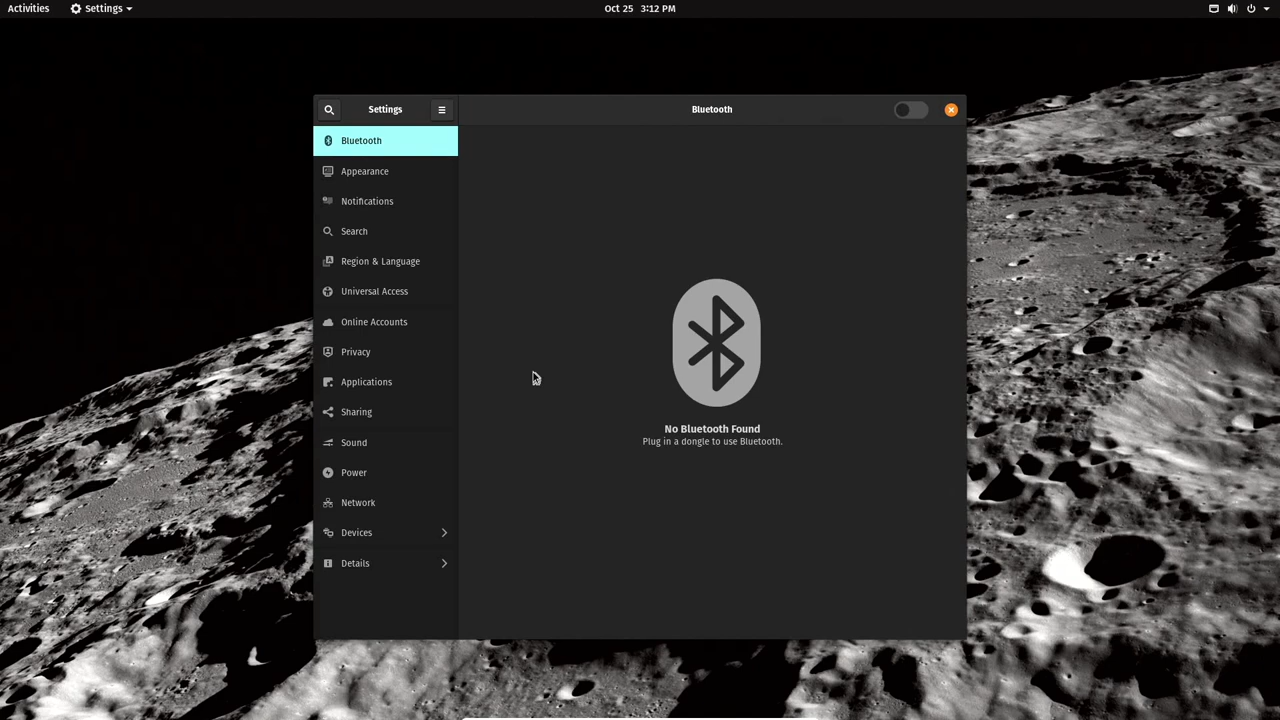 Activities
Settings
Oct 25 3:12 PM
Settings
Bluetooth
Bluetooth
Appearance
Notifications
Search
Region & Language
Universal Access
Online Accounts
Privacy
Applications
Sharing
Sound
Power
Network
Devices
Details
No Bluetooth Found
Plug in a dongle to use Bluetooth.